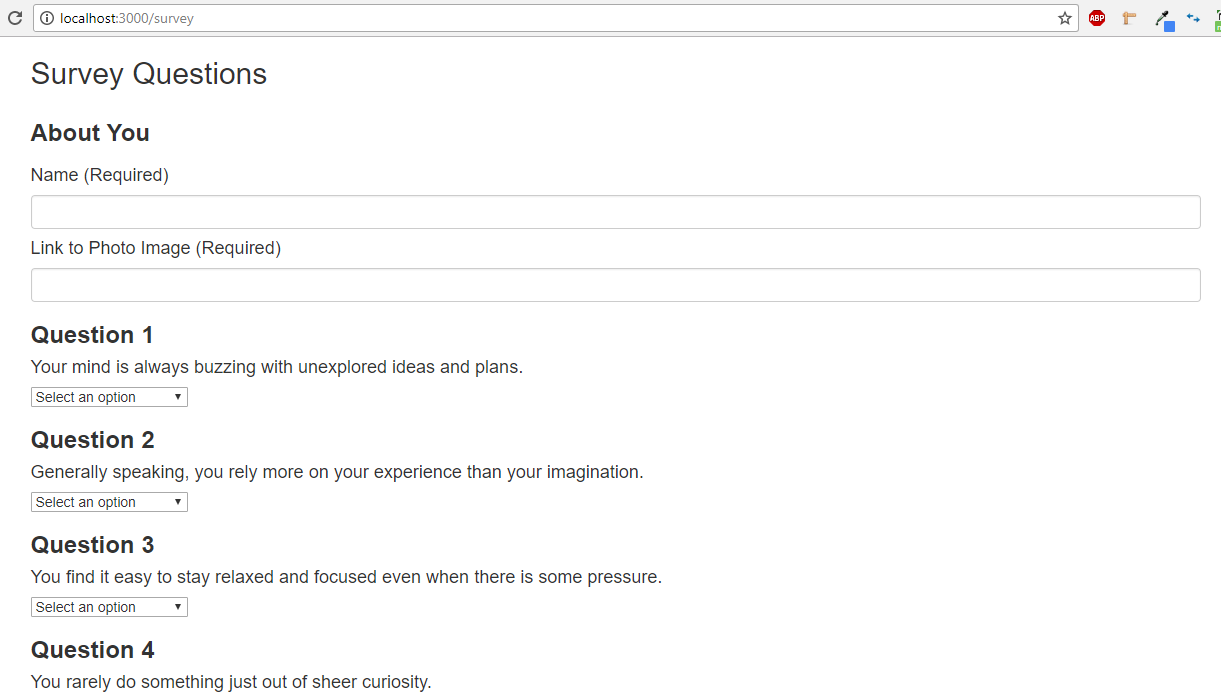 localhost:3000/survey
ABP
Survey Questions
About You
Name (Required)
Link to Photo Image (Required)
Question 1
Your mind is always buzzing with unexplored ideas and plans.
Select an option
Question 2
Generally speaking, you rely more on your experience than your imagination.
Select an option
Question 3
You find it easy to stay relaxed and focused even when there is some pressure.
Select an option
Question 4
You rarely do something just out of sheer curiosity.